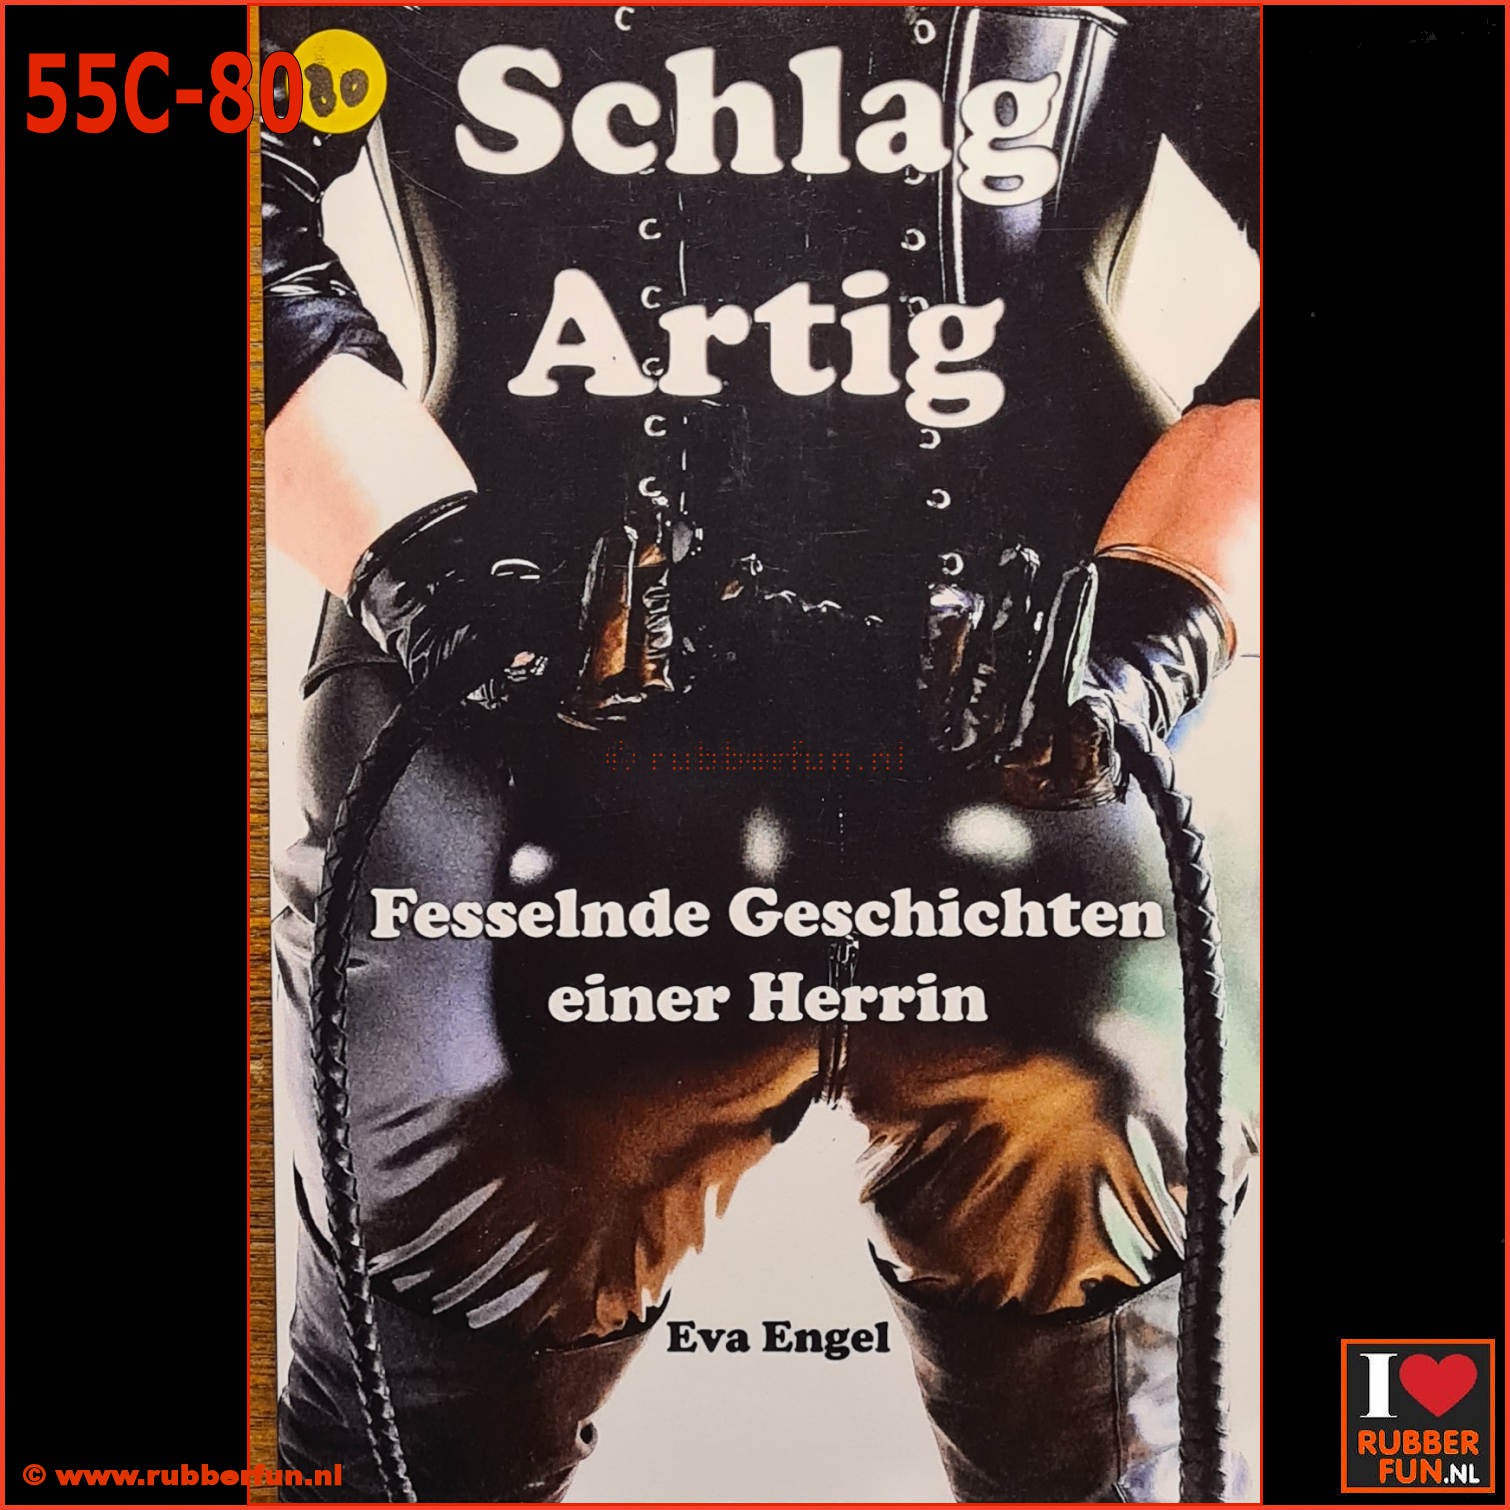 55C-80
80
Schlag
Artig
© rubberfun.nl
Fesselnde Geschichten
einer Herrin
Eva Engel
I
RUBBER
FUN.NL
© www.rubberfun.nl